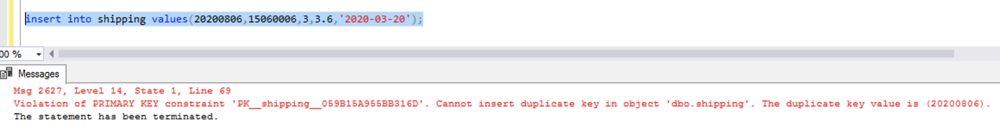 insert into shipping values(20200806,15060006,3,3.6,'2020-03-20');
00 %
Messages
Msg 2627, Level 14, State 1, Line 69
Violation of PRIMARY KEY constraint 'PK__shipping__059B15A955BB316D'. Cannot insert duplicate key in object 'dbo.shipping'. The duplicate key value is (20200806).
The statement has been terminated.